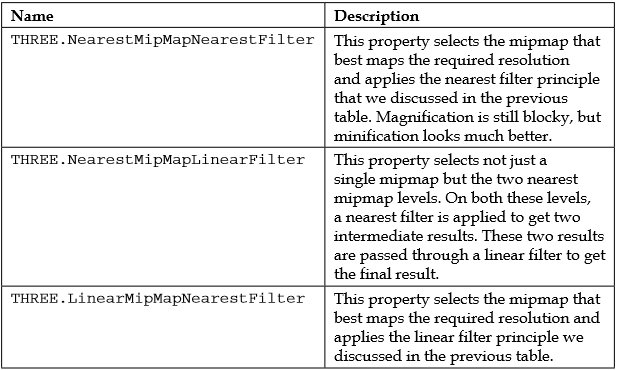 Name Description
THREE.NearestMipMapNearestFilter This property selects the mipmap that
best maps the required resolution
and applies the nearest filter principle
that we discussed in the previous
table. Magnification is still blocky, but
minification looks much better.
THREE.NearestMipMapLinearFilter This property selects not just a
single mipmap but the two nearest
mipmap levels. On both these levels,
a nearest filter is applied to get two
intermediate results. These two results
are passed through a linear filter to get
the final result.
THREE.LinearMipMapNearestFilter This property selects the mipmap that
best maps the required resolution and
applies the linear filter principle we
discussed in the previous table.